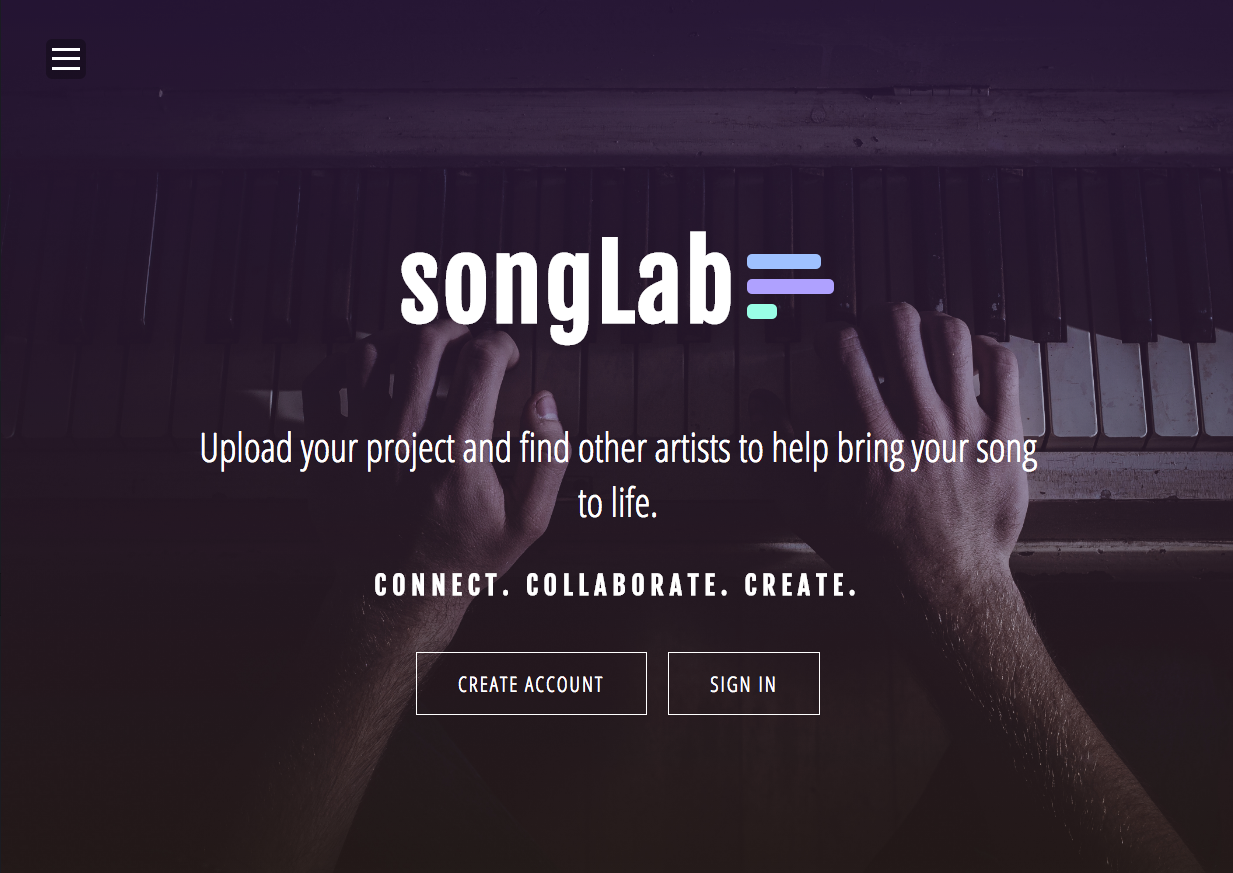 songLab
Upload your project and find other artists to help bring your song
to life.
CONNECT. COLLABORATE. CREATE.
CREATE ACCOUNT
SIGN IN